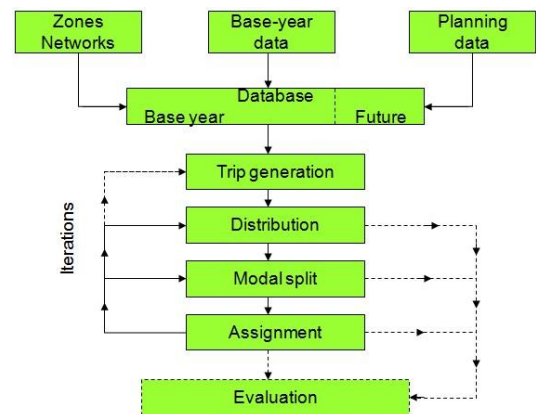 Zones
Networks
Base-year
data
Planning
data
Database
Base year
Future
Trip generation
Distribution
Modal split
Assignment
Evaluation
Iterations